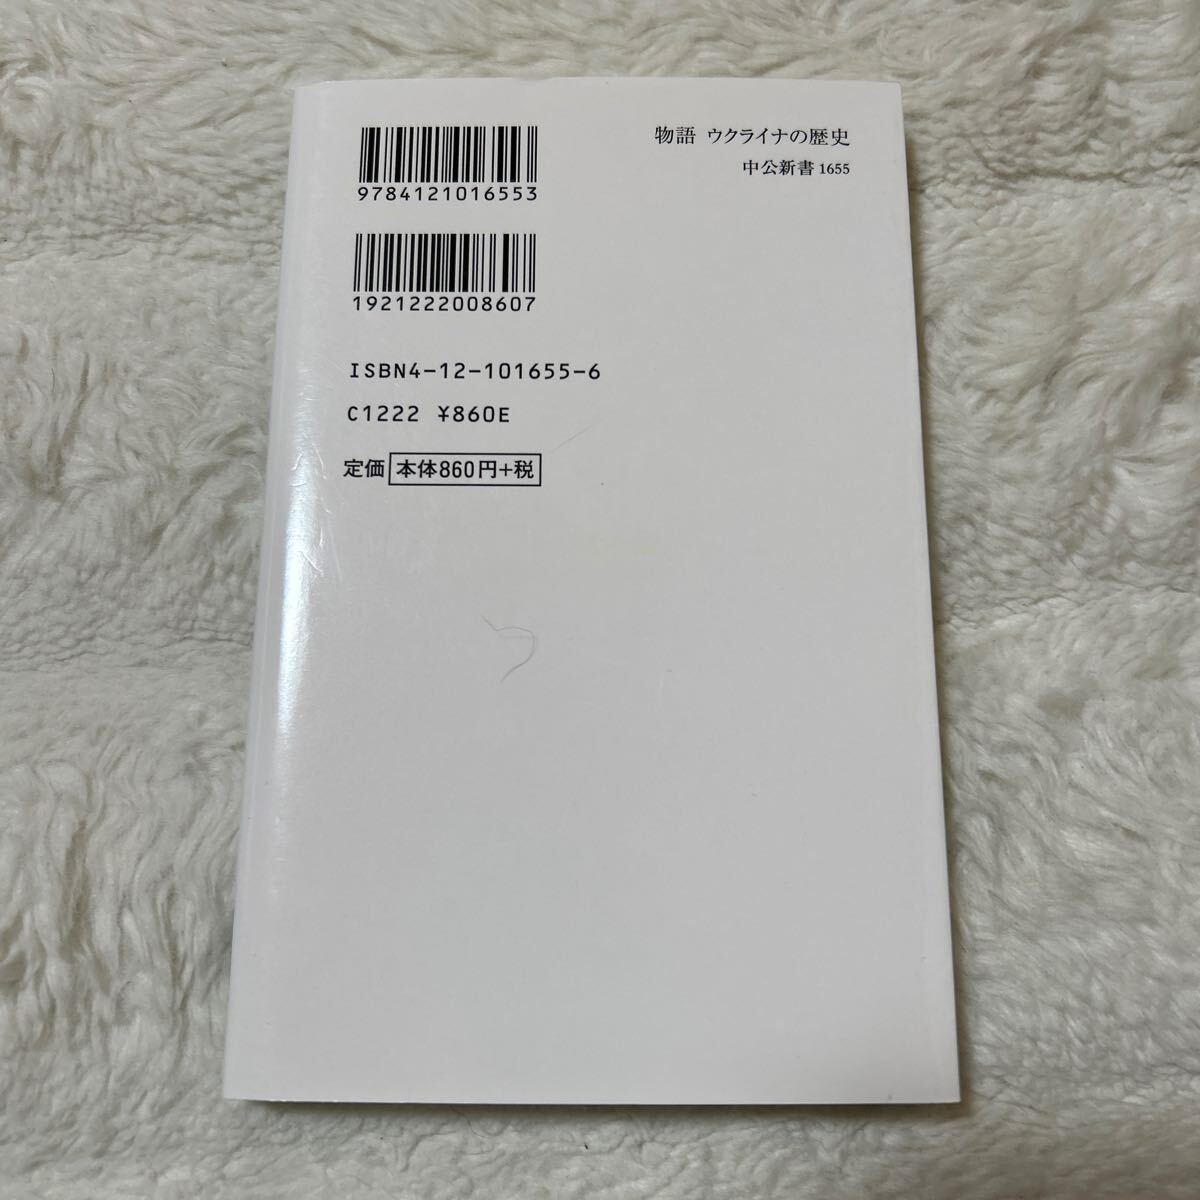 9784121016553
1921222008607
ISBN4-12-101655-6
C1222 ¥860E
定価 本体860円+税
物語 ウクライナの歴史
中公新書 1655